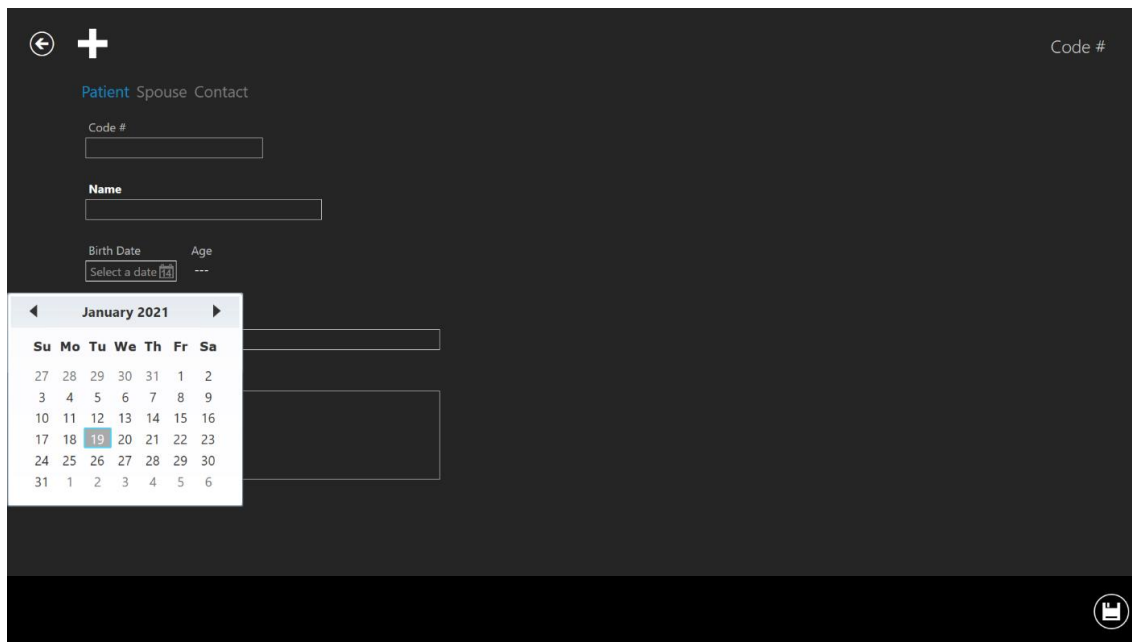 Code #
Patient Spouse Contact
Code #
Name
Birth Date Age
Select a date 14 ---
January 2021
Su Mo Tu We Th Fr Sa
27 28 29 30 31 1 2
3 4 5 6 7 8 9
10 11 12 13 14 15 16
17 18 19 20 21 22 23
24 25 26 27 28 29 30
31 1 2 3 4 5 6